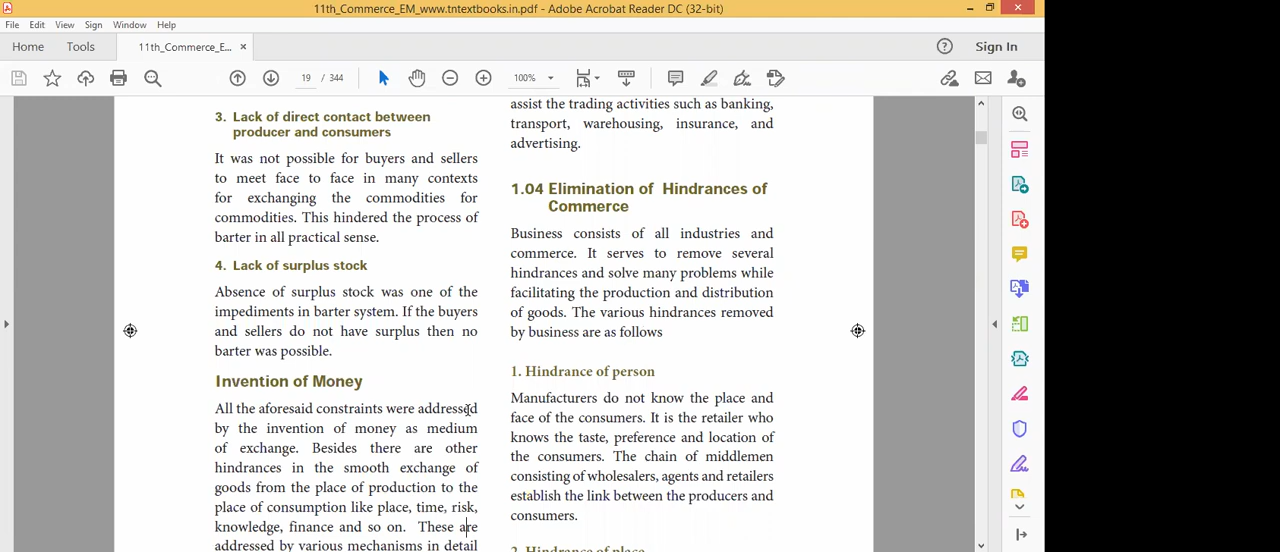 11th_Commerce_EM_www.tntextbooks.in.pdf - Adobe Acrobat Reader DC (32-bit)
File Edit View Sign Window Help
Home Tools 11th_Commerce_E... × Sign In
19 / 344 100%
3. Lack of direct contact between
producer and consumers
It was not possible for buyers and sellers
to meet face to face in many contexts
for exchanging the commodities for
commodities. This hindered the process of
barter in all practical sense.
4. Lack of surplus stock
Absence of surplus stock was one of the
impediments in barter system. If the buyers
and sellers do not have surplus then no
barter was possible.
Invention of Money
All the aforesaid constraints were addressed
by the invention of money as medium
of exchange. Besides there are other
hindrances in the smooth exchange of
goods from the place of production to the
place of consumption like place, time, risk,
knowledge, finance and so on. These are
addressed by various mechanisms in detail
assist the trading activities such as banking,
transport, warehousing, insurance, and
advertising.
1.04 Elimination of Hindrances of
Commerce
Business consists of all industries and
commerce. It serves to remove several
hindrances and solve many problems while
facilitating the production and distribution
of goods. The various hindrances removed
by business are as follows
1. Hindrance of person
Manufacturers do not know the place and
face of the consumers. It is the retailer who
knows the taste, preference and location of
the consumers. The chain of middlemen
consisting of wholesalers, agents and retailers
establish the link between the producers and
consumers.
2. Hindrance of place